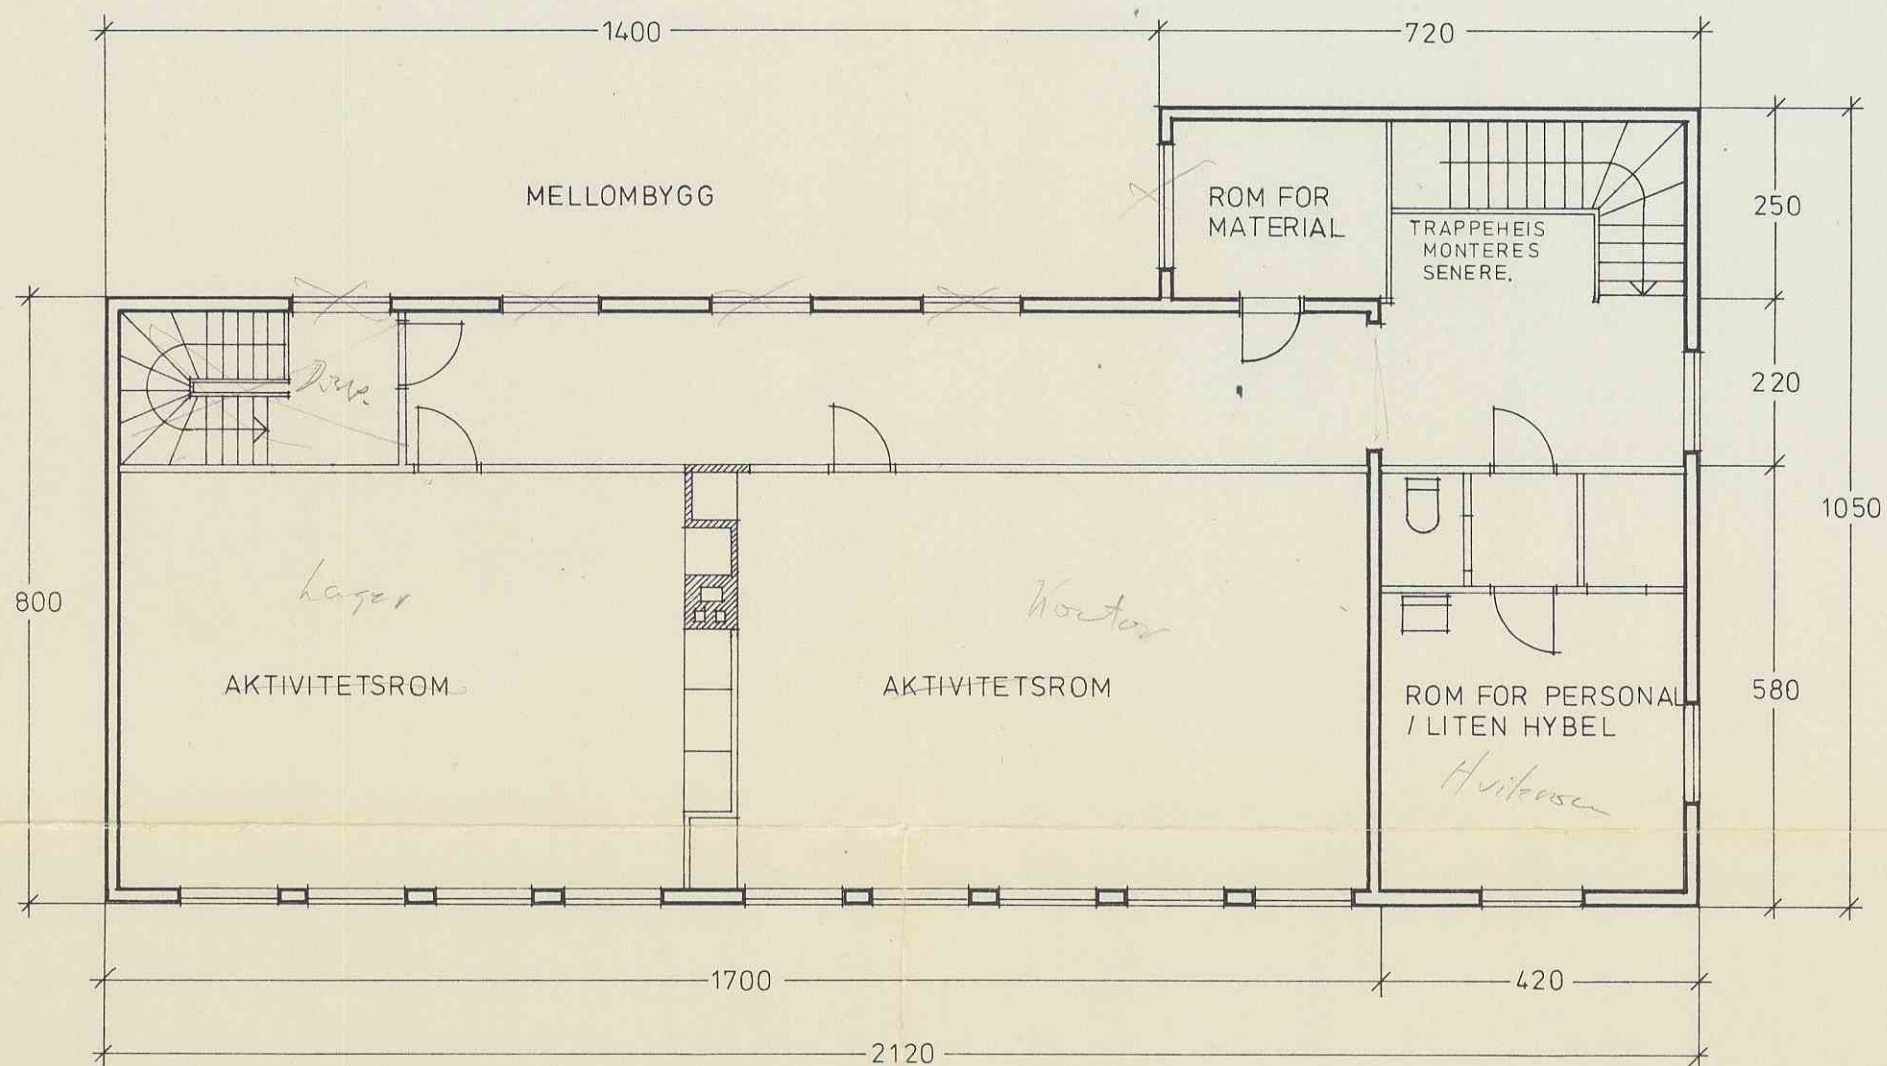 1400
720
MELLOMBYGG
ROM FOR
MATERIAL
TRAPPEHEIS
MONTERES
SENERE.
250
220
1050
800
Lager
Kontor
AKTIVITETSROM
AKTIVITETSROM
ROM FOR PERSONAL
/ LITEN HYBEL
580
Hvilerom
1700
420
2120